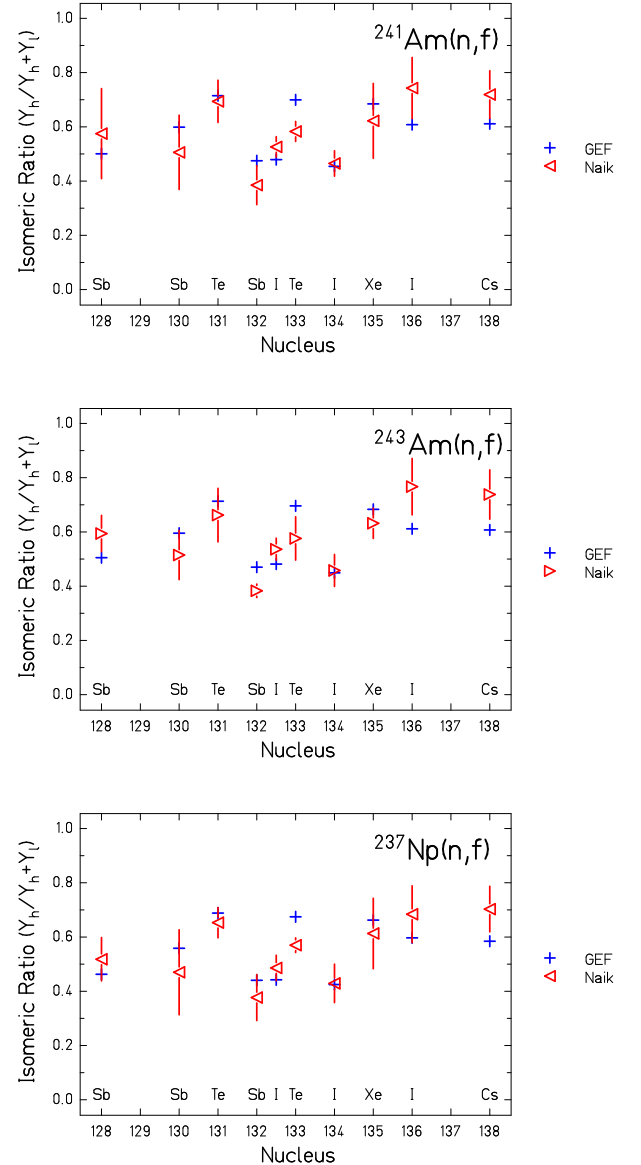 ²⁴¹Am(n,f)
Isomeric Ratio (Yₕ/Yₕ+Yₗ)
1.0
0.8
0.6
0.4
0.2
0.0
Sb Sb Te Sb I Te I Xe I Cs
128 129 130 131 132 133 134 135 136 137 138
Nucleus
GEF
Naik
²⁴³Am(n,f)
Isomeric Ratio (Yₕ/Yₕ+Yₗ)
1.0
0.8
0.6
0.4
0.2
0.0
Sb Sb Te Sb I Te I Xe I Cs
128 129 130 131 132 133 134 135 136 137 138
Nucleus
GEF
Naik
²³⁷Np(n,f)
Isomeric Ratio (Yₕ/Yₕ+Yₗ)
1.0
0.8
0.6
0.4
0.2
0.0
Sb Sb Te Sb I Te I Xe I Cs
128 129 130 131 132 133 134 135 136 137 138
Nucleus
GEF
Naik